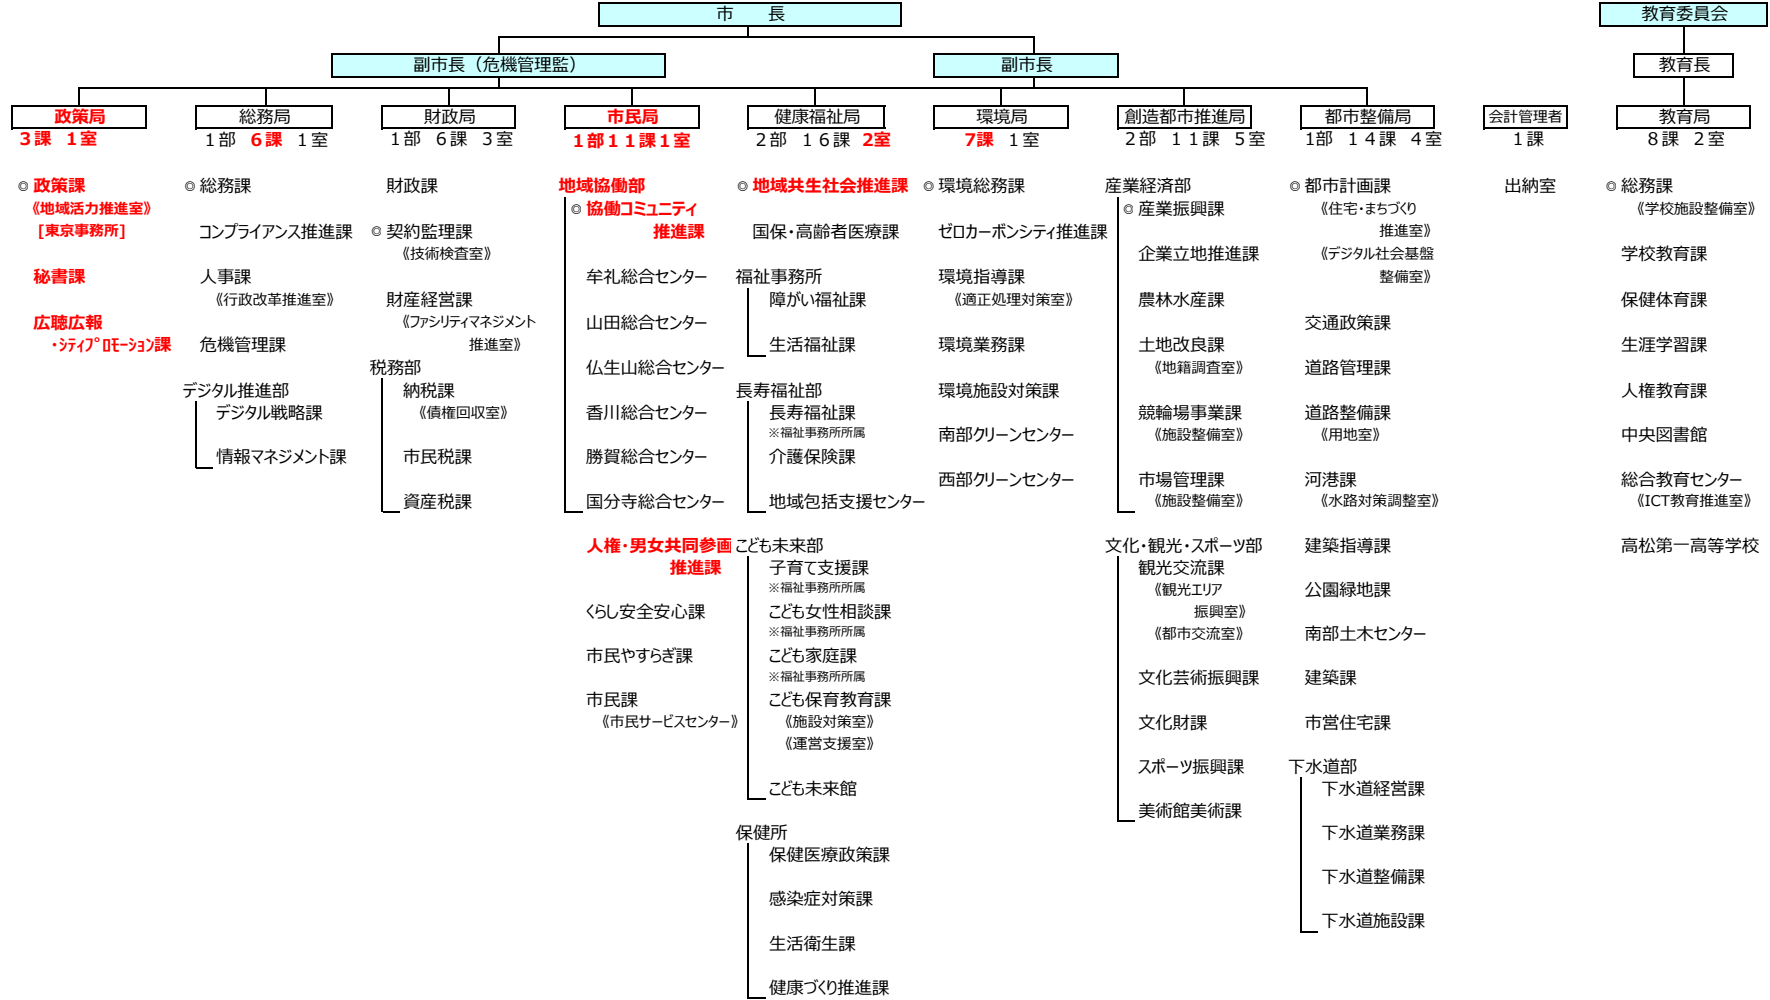 市　　長
副市長（危機管理監）
副市長
政策局
３課　１室
◎ 政策課
《地域活力推進室》
［東京事務所］
秘書課
広聴広報
・シティプロモーション課
総務局
１部　６課　１室
◎ 総務課
コンプライアンス推進課
人事課
《行政改革推進室》
危機管理課
デジタル推進部
デジタル戦略課
情報マネジメント課
財政局
１部　６課　３室
財政課
◎ 契約監理課
《技術検査室》
財産経営課
《ファシリティマネジメント
推進室》
税務部
納税課
《債権回収室》
市民税課
資産税課
市民局
１部１１課１室
地域協働部
◎ 協働コミュニティ
推進課
牟礼総合センター
山田総合センター
仏生山総合センター
香川総合センター
勝賀総合センター
国分寺総合センター
人権・男女共同参画
推進課
くらし安全安心課
市民やすらぎ課
市民課
《市民サービスセンター》
健康福祉局
２部　１６課　2室
◎ 地域共生社会推進課
国保・高齢者医療課
福祉事務所
障がい福祉課
生活福祉課
長寿福祉部
長寿福祉課
※福祉事務所所属
介護保険課
地域包括支援センター
こども未来部
子育て支援課
※福祉事務所所属
こども女性相談課
※福祉事務所所属
こども家庭課
※福祉事務所所属
こども保育教育課
《施設対策室》
《運営支援室》
こども未来館
保健所
保健医療政策課
感染症対策課
生活衛生課
健康づくり推進課
環境局
7課　１室
◎ 環境総務課
ゼロカーボンシティ推進課
環境指導課
《適正処理対策室》
環境業務課
環境施設対策課
南部クリーンセンター
西部クリーンセンター
創造都市推進局
２部　１１課　５室
産業経済部
◎ 産業振興課
企業立地推進課
農林水産課
土地改良課
《地籍調査室》
競輪場事業課
《施設整備室》
市場管理課
《施設整備室》
文化・観光・スポーツ部
観光交流課
《観光エリア
振興室》
《都市交流室》
文化芸術振興課
文化財課
スポーツ振興課
美術館美術課
都市整備局
1部　１４課　４室
◎ 都市計画課
《住宅・まちづくり
推進室》
《デジタル社会基盤
整備室》
交通政策課
道路管理課
道路整備課
《用地室》
河港課
《水路対策調整室》
建築指導課
公園緑地課
南部土木センター
建築課
市営住宅課
下水道部
下水道経営課
下水道業務課
下水道整備課
下水道施設課
会計管理者
１課
出納室
教育委員会
教育長
教育局
８課　２室
◎ 総務課
《学校施設整備室》
学校教育課
保健体育課
生涯学習課
人権教育課
中央図書館
総合教育センター
《ICT教育推進室》
高松第一高等学校